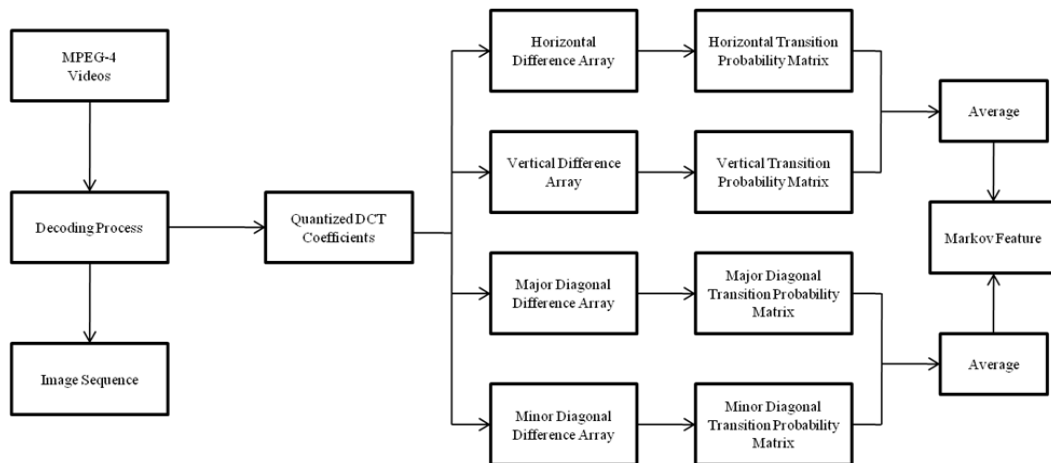 MPEG-4
Videos
Decoding Process
Image Sequence
Quantized DCT
Coefficients
Horizontal
Difference Array
Vertical Difference
Array
Major Diagonal
Difference Array
Minor Diagonal
Difference Array
Horizontal Transition
Probability Matrix
Vertical Transition
Probability Matrix
Major Diagonal
Transition Probability
Matrix
Minor Diagonal
Transition Probability
Matrix
Average
Markov Feature
Average